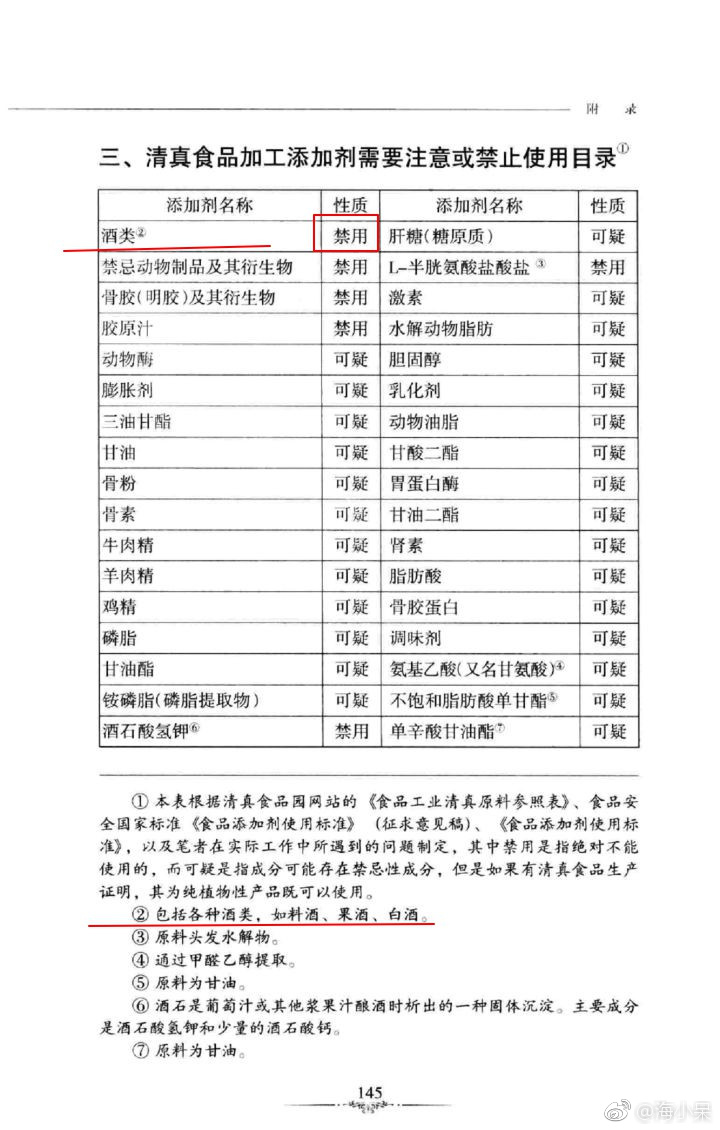 附 录
三、清真食品加工添加剂需要注意或禁止使用目录①
添加剂名称 性质 添加剂名称 性质
酒类② 禁用 肝糖(糖原质) 可疑
禁忌动物制品及其衍生物 禁用 L-半胱氨酸盐酸盐③ 禁用
骨胶(明胶)及其衍生物 禁用 激素 可疑
胶原汁 禁用 水解动物脂肪 可疑
动物酶 可疑 胆固醇 可疑
膨胀剂 可疑 乳化剂 可疑
三油甘酯 可疑 动物油脂 可疑
甘油 可疑 甘酸二酯 可疑
骨粉 可疑 胃蛋白酶 可疑
骨素 可疑 甘油二酯 可疑
牛肉精 可疑 肾素 可疑
羊肉精 可疑 脂肪酸 可疑
鸡精 可疑 骨胶蛋白 可疑
磷脂 可疑 调味剂 可疑
甘油酯 可疑 氨基乙酸(又名甘氨酸)④ 可疑
铵磷脂(磷脂提取物) 可疑 不饱和脂肪酸单甘酯⑤ 可疑
酒石酸氢钾⑥ 禁用 单辛酸甘油酯⑦ 可疑
① 本表根据清真食品园网站的《食品工业清真原料参照表》、食品安
全国家标准《食品添加剂使用标准》(征求意见稿)、《食品添加剂使用标
准》,以及笔者在实际工作中所遇到的问题制定,其中禁用是指绝对不能
使用的,而可疑是指成分可能存在禁忌性成分,但是如果有清真食品生产
证明,其为纯植物性产品既可以使用。
② 包括各种酒类,如料酒、果酒、白酒。
③ 原料头发水解物。
④ 通过甲醛乙醇提取。
⑤ 原料为甘油。
⑥ 酒石是葡萄汁或其他浆果汁酿酒时析出的一种固体沉淀。主要成分
是酒石酸氢钾和少量的酒石酸钙。
⑦ 原料为甘油。
145
@海小杲